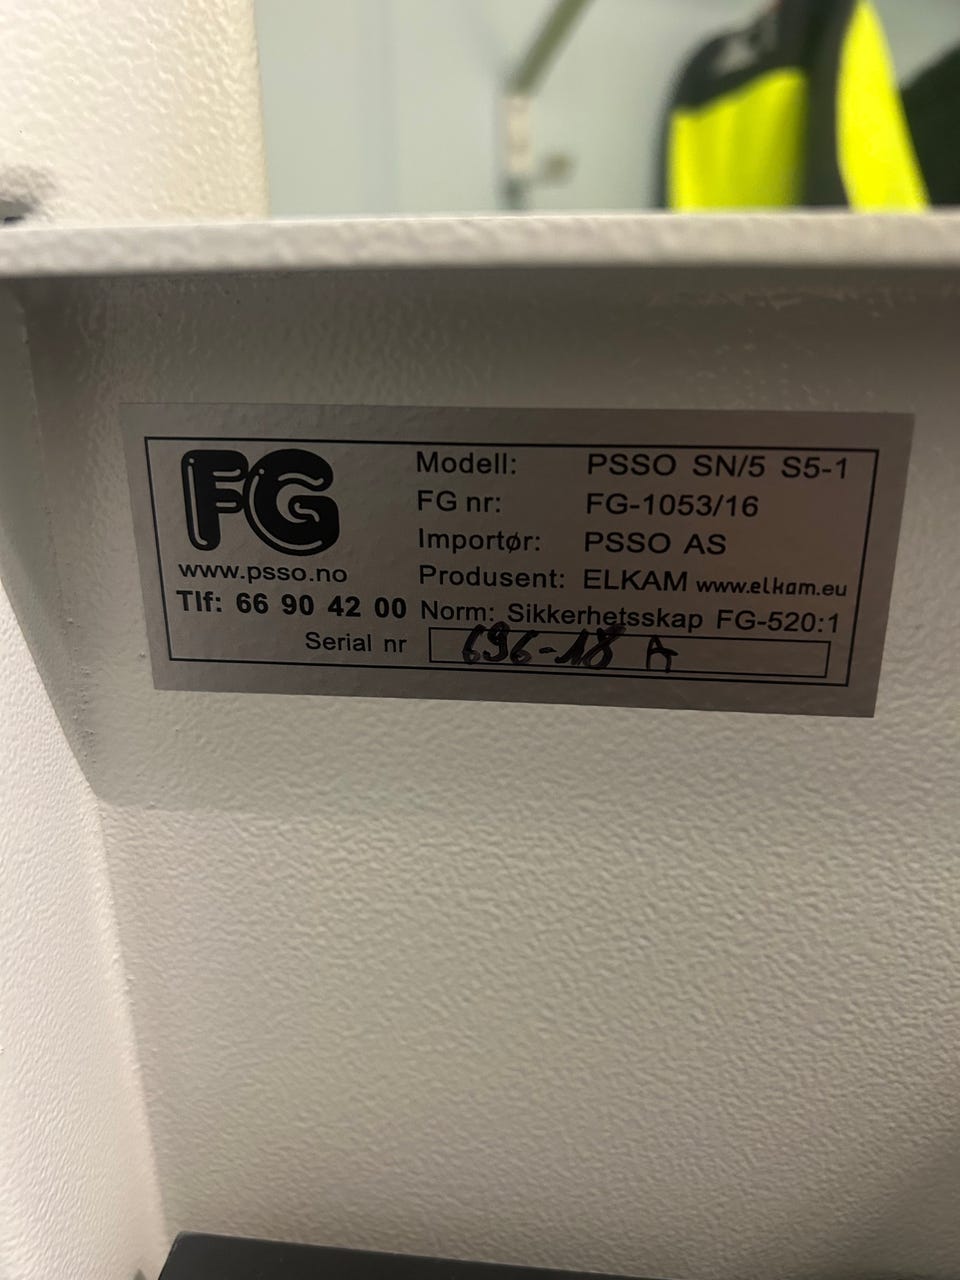 FG
Modell: PSSO SN/5 S5-1
FG nr: FG-1053/16
Importør: PSSO AS
www.psso.no
Produsent: ELKAM www.elkam.eu
Tlf: 66 90 42 00
Norm: Sikkerhetsskap FG-520:1
Serial nr 696-18 A